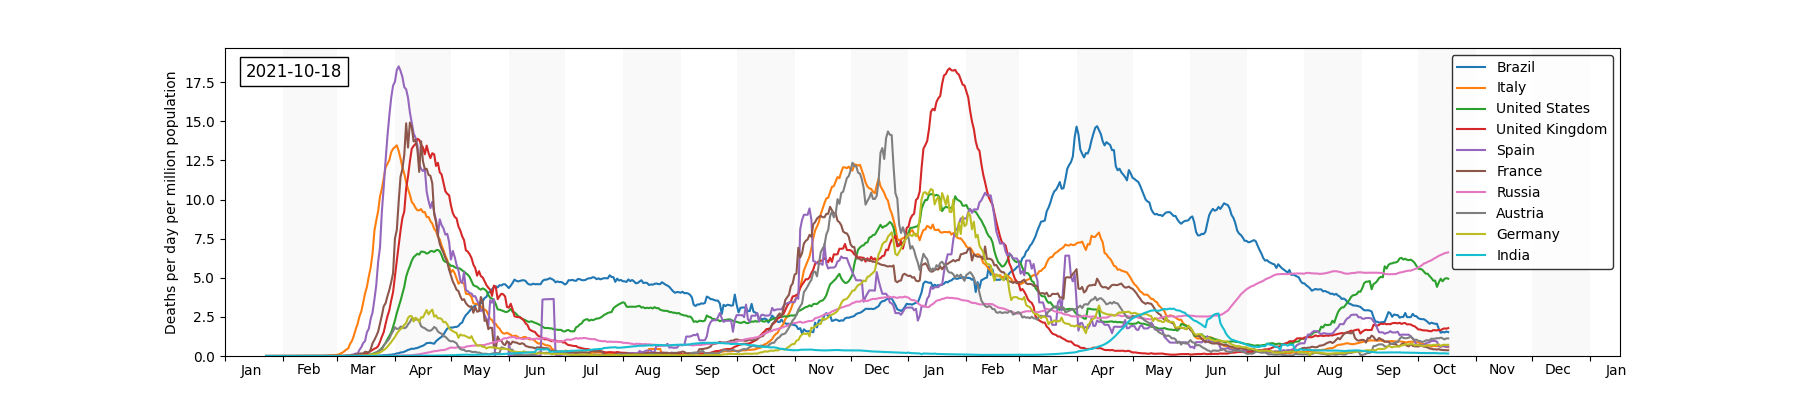 2021-10-18
Deaths per day per million population
17.5
15.0
12.5
10.0
7.5
5.0
2.5
0.0
Jan Feb Mar Apr May Jun Jul Aug Sep Oct Nov Dec Jan Feb Mar Apr May Jun Jul Aug Sep Oct Nov Dec Jan
Brazil
Italy
United States
United Kingdom
Spain
France
Russia
Austria
Germany
India